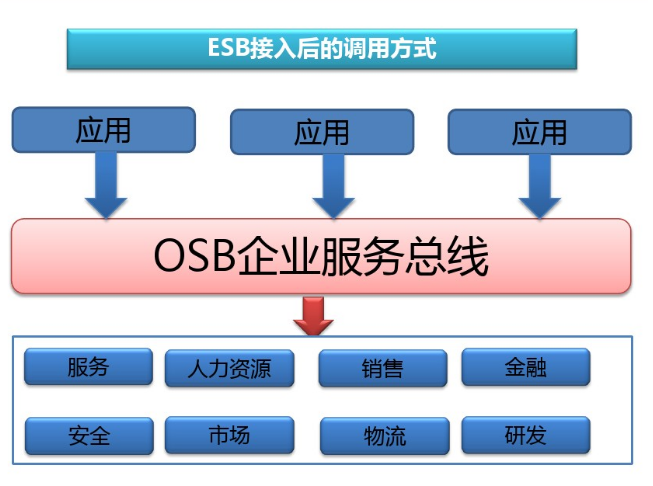 ESB接入后的调用方式
应用 应用 应用
OSB企业服务总线
服务 人力资源 销售 金融
安全 市场 物流 研发